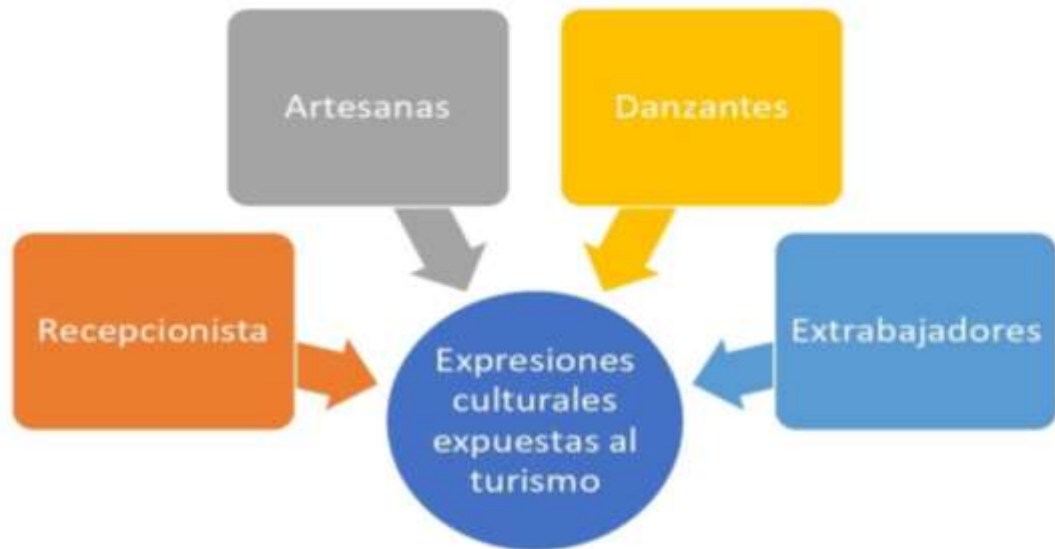 Artesanas
Danzantes
Recepcionista
Extrabajadores
Expresiones
culturales
expuestas al
turismo